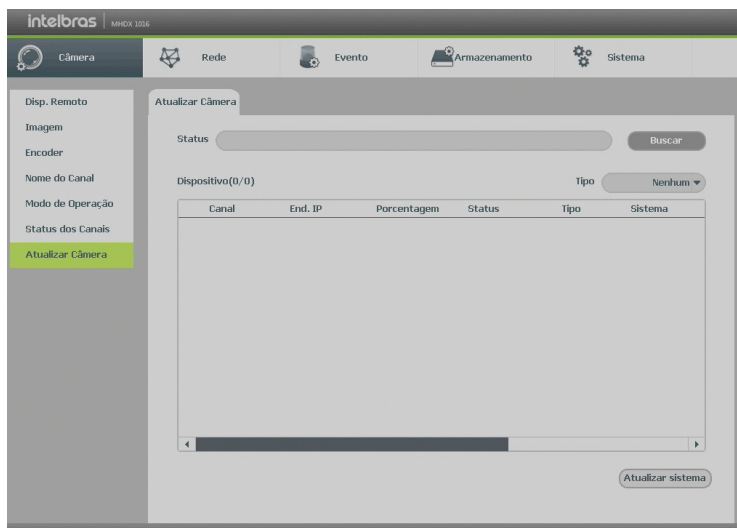 intelbras | MHDX 1016
Câmera Rede Evento Armazenamento Sistema
Disp. Remoto
Imagem
Encoder
Nome do Canal
Modo de Operação
Status dos Canais
Atualizar Câmera
Atualizar Câmera
Status Buscar
Dispositivo(0/0) Tipo Nenhum
Canal End. IP Porcentagem Status Tipo Sistema
Atualizar sistema